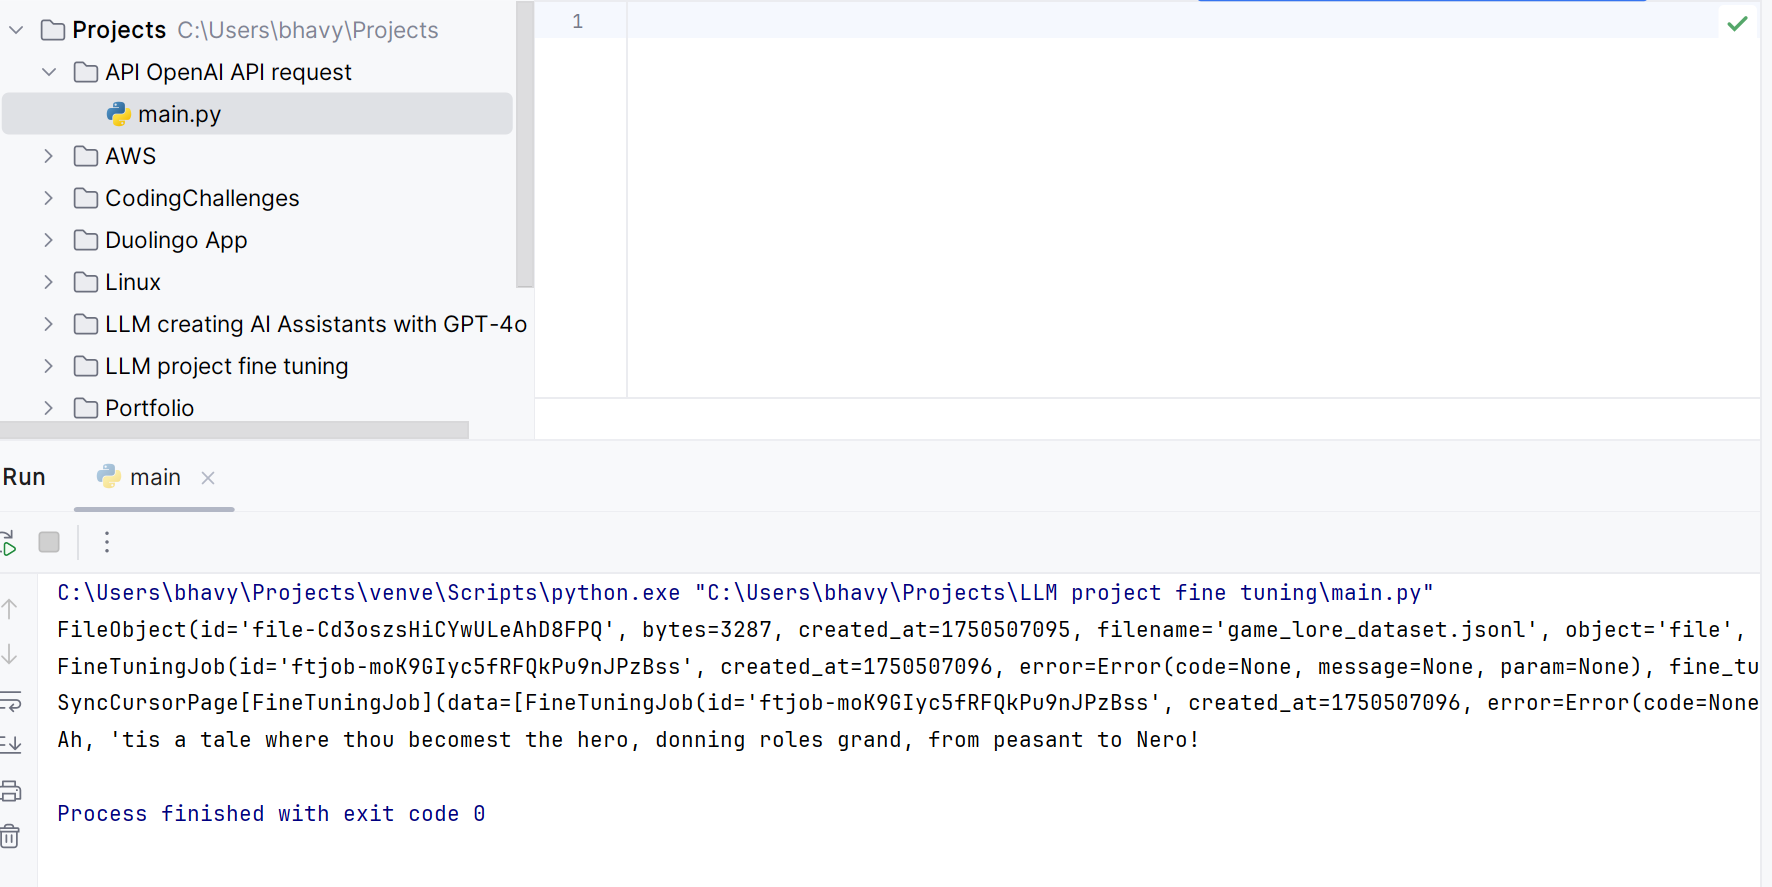 Projects C:\Users\bhavy\Projects
API OpenAI API request
main.py
AWS
CodingChallenges
Duolingo App
Linux
LLM creating AI Assistants with GPT-4o
LLM project fine tuning
Portfolio
1
Run main
C:\Users\bhavy\Projects\venve\Scripts\python.exe "C:\Users\bhavy\Projects\LLM project fine tuning\main.py"
FileObject(id='file-Cd3oszsHiCYwULeAhD8FPQ', bytes=3287, created_at=1750507095, filename='game_lore_dataset.jsonl', object='file',
FineTuningJob(id='ftjob-moK9GIyc5fRFQkPu9nJPzBss', created_at=1750507096, error=Error(code=None, message=None, param=None), fine_tu
SyncCursorPage[FineTuningJob](data=[FineTuningJob(id='ftjob-moK9GIyc5fRFQkPu9nJPzBss', created_at=1750507096, error=Error(code=None
Ah, 'tis a tale where thou becomest the hero, donning roles grand, from peasant to Nero!
Process finished with exit code 0